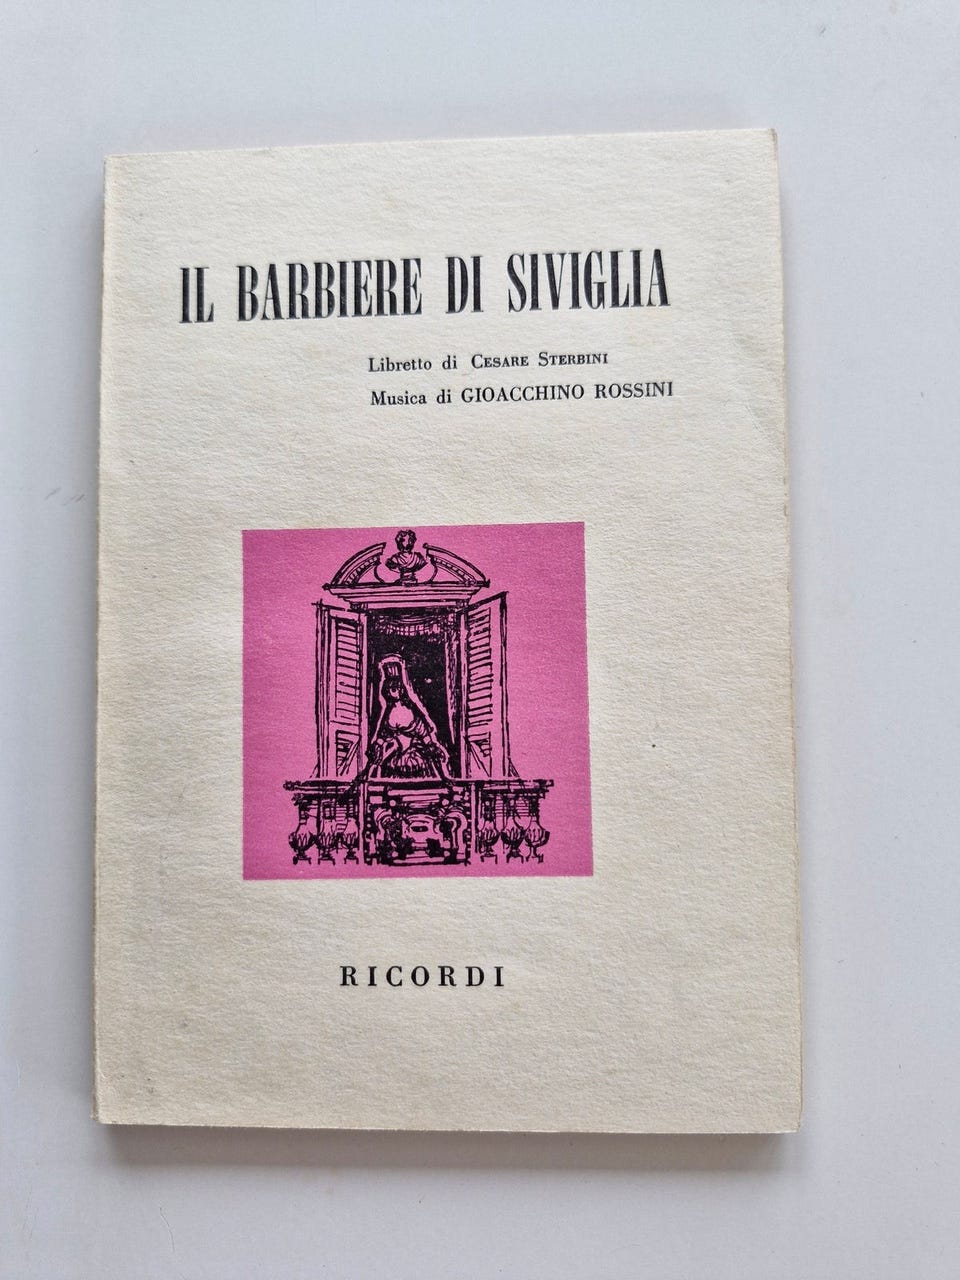 IL BARBIERE DI SIVIGLIA
Libretto di CESARE STERBINI
Musica di GIOACCHINO ROSSINI
RICORDI